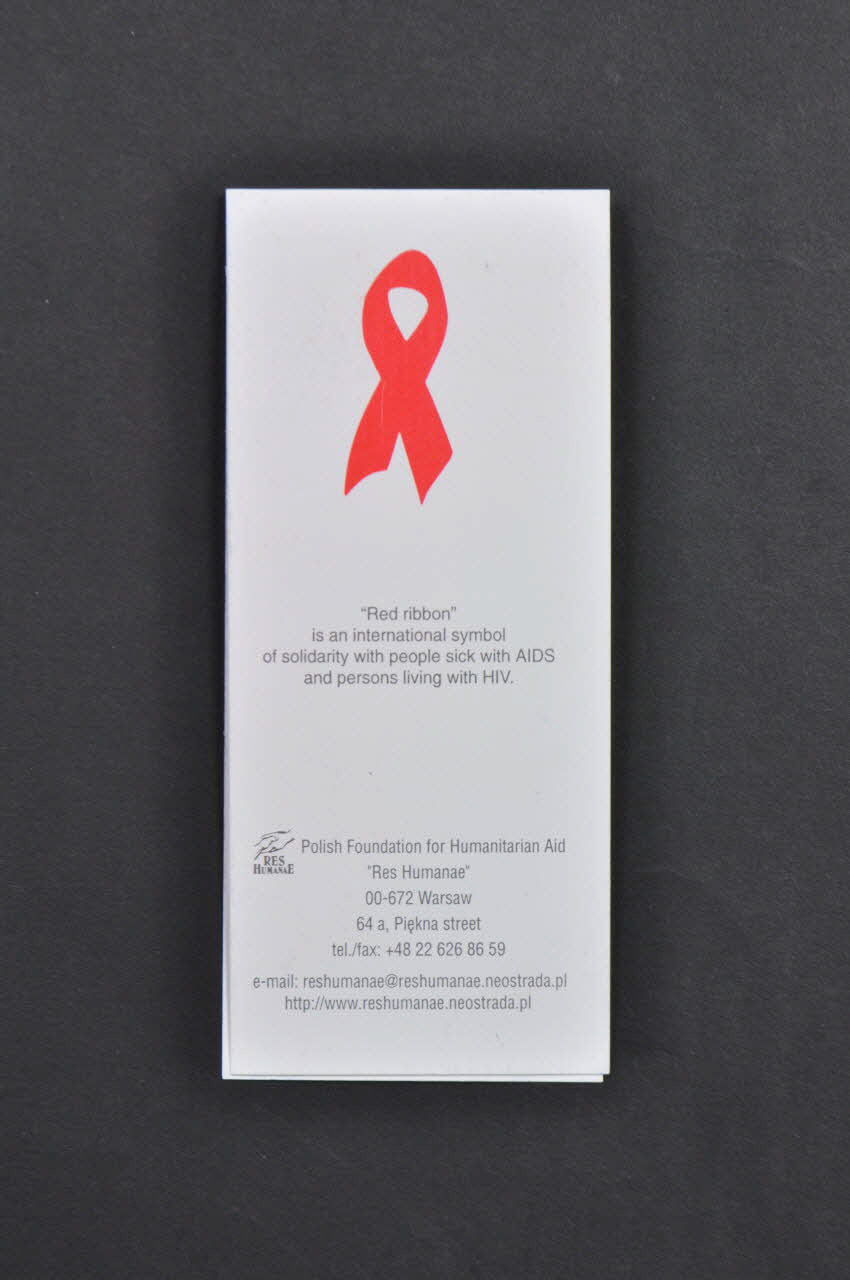 “Red ribbon”
is an international symbol
of solidarity with people sick with AIDS
and persons living with HIV.
RES
HUMANAE
Polish Foundation for Humanitarian Aid
"Res Humanae"
00-672 Warsaw
64 a, Piękna street
tel./fax: +48 22 626 86 59
e-mail: reshumanae@reshumanae.neostrada.pl
http://www.reshumanae.neostrada.pl